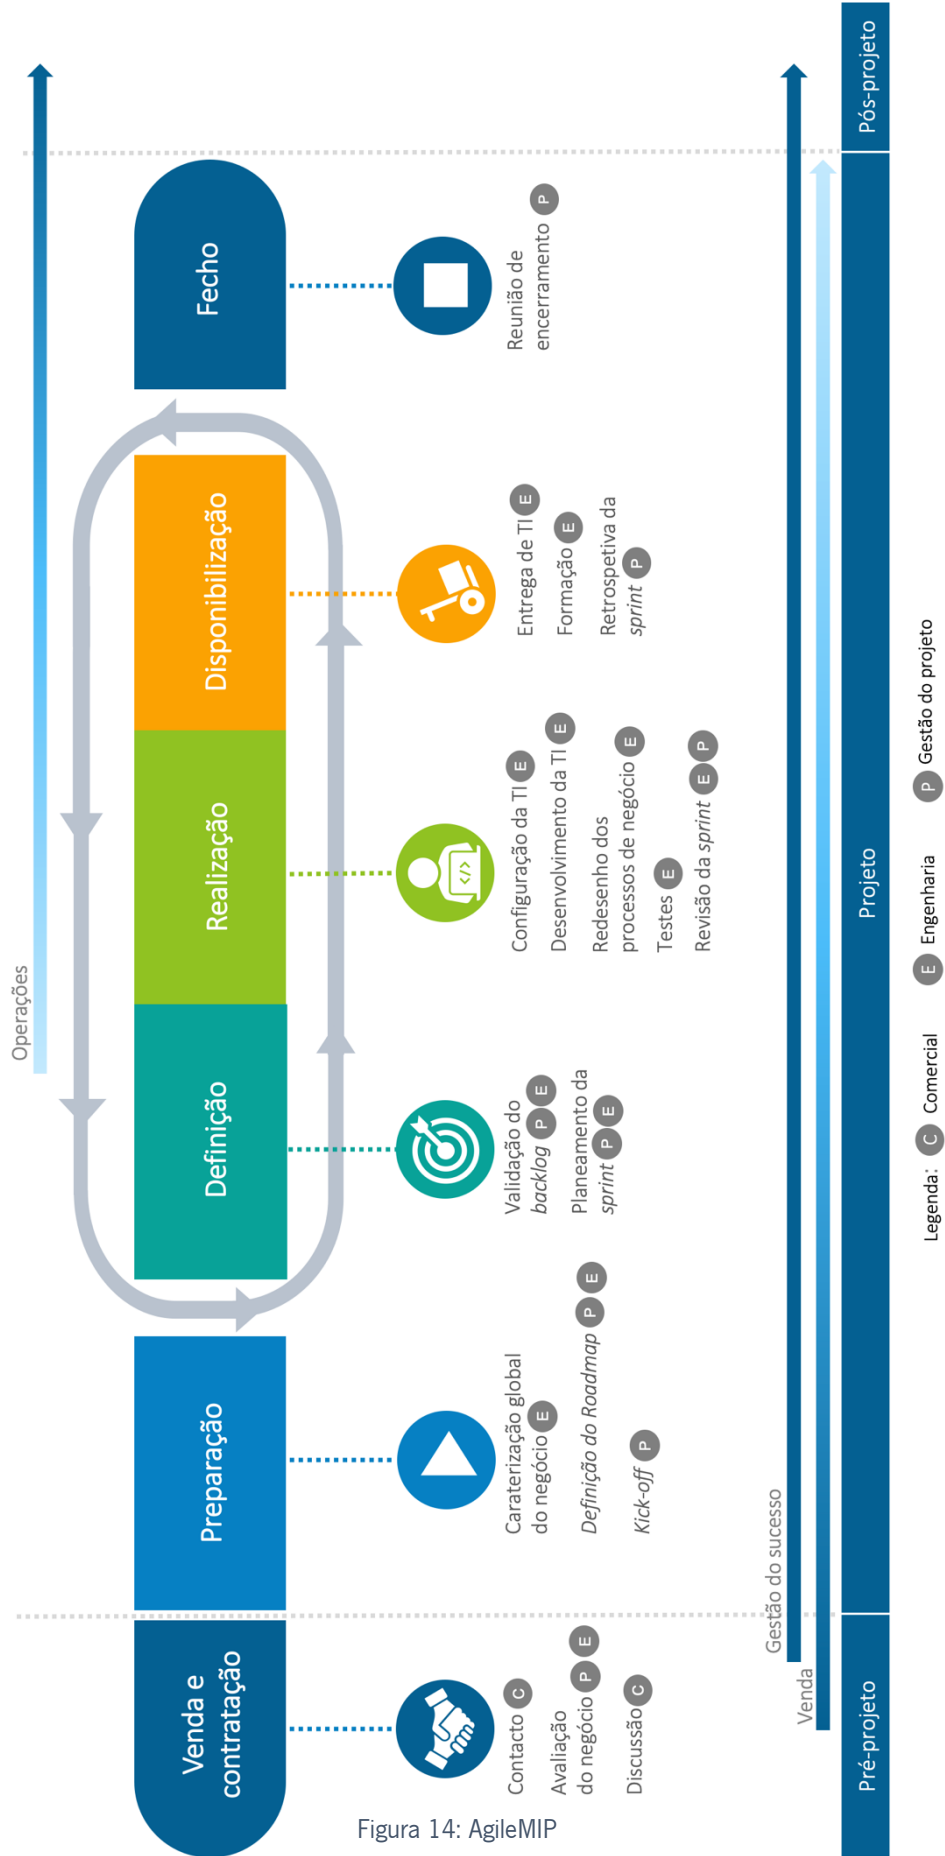 Operações
Venda e
contratação
Preparação
Definição
Realização
Disponibilização
Fecho
Contacto C
Avaliação
do negócio P E
Discussão C
Caraterização global
do negócio E
Definição do Roadmap P E
Kick-off P
Validação do
backlog P E
Planeamento da
sprint P E
Configuração da TI E
Desenvolvimento da TI E
Redesenho dos
processos de negócio E
Testes E
Revisão da sprint E P
Entrega de TI E
Formação E
Retrospetiva da
sprint P
Reunião de
encerramento P
Gestão do sucesso
Venda
Pré-projeto
Projeto
Pós-projeto
Legenda: C Comercial E Engenharia P Gestão do projeto
Figura 14: AgileMIP